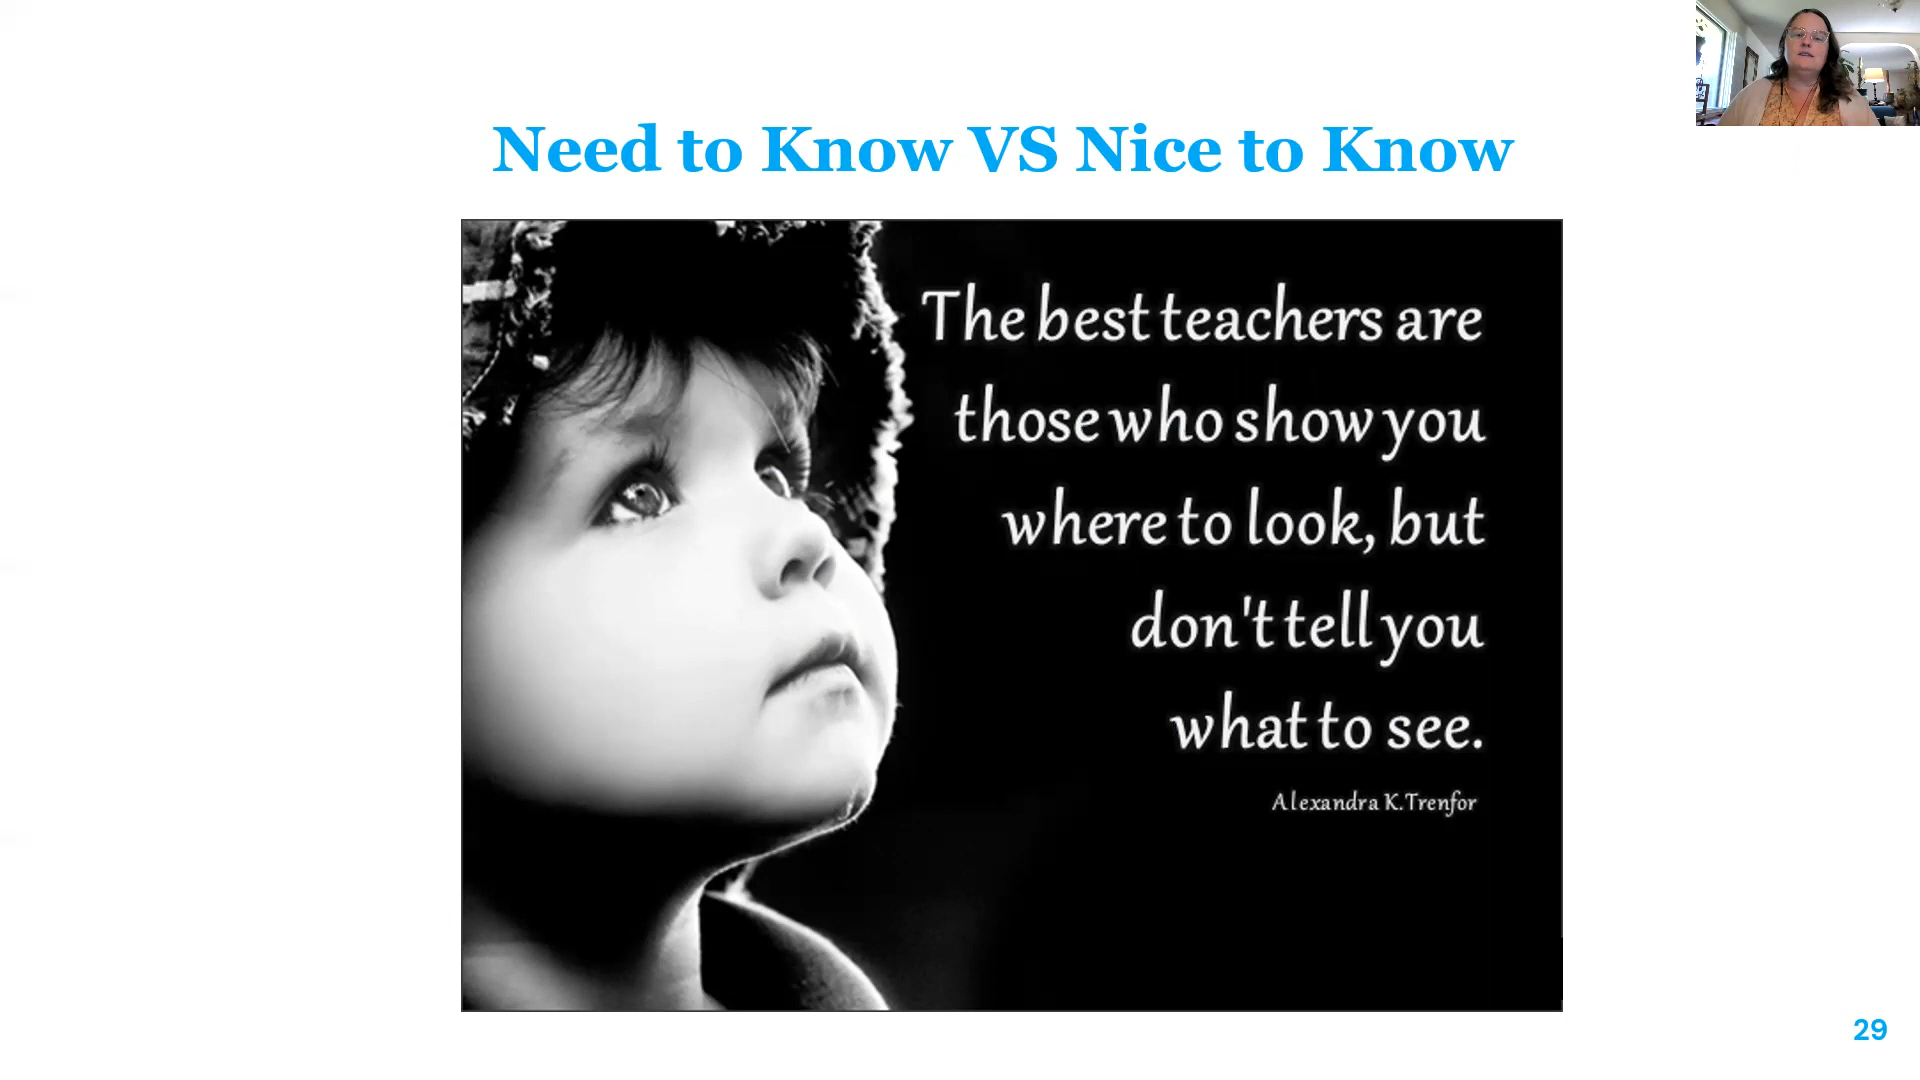 Need to Know VS Nice to Know
The best teachers are
those who show you
where to look, but
don't tell you
what to see.
Alexandra K.Trenfor
29